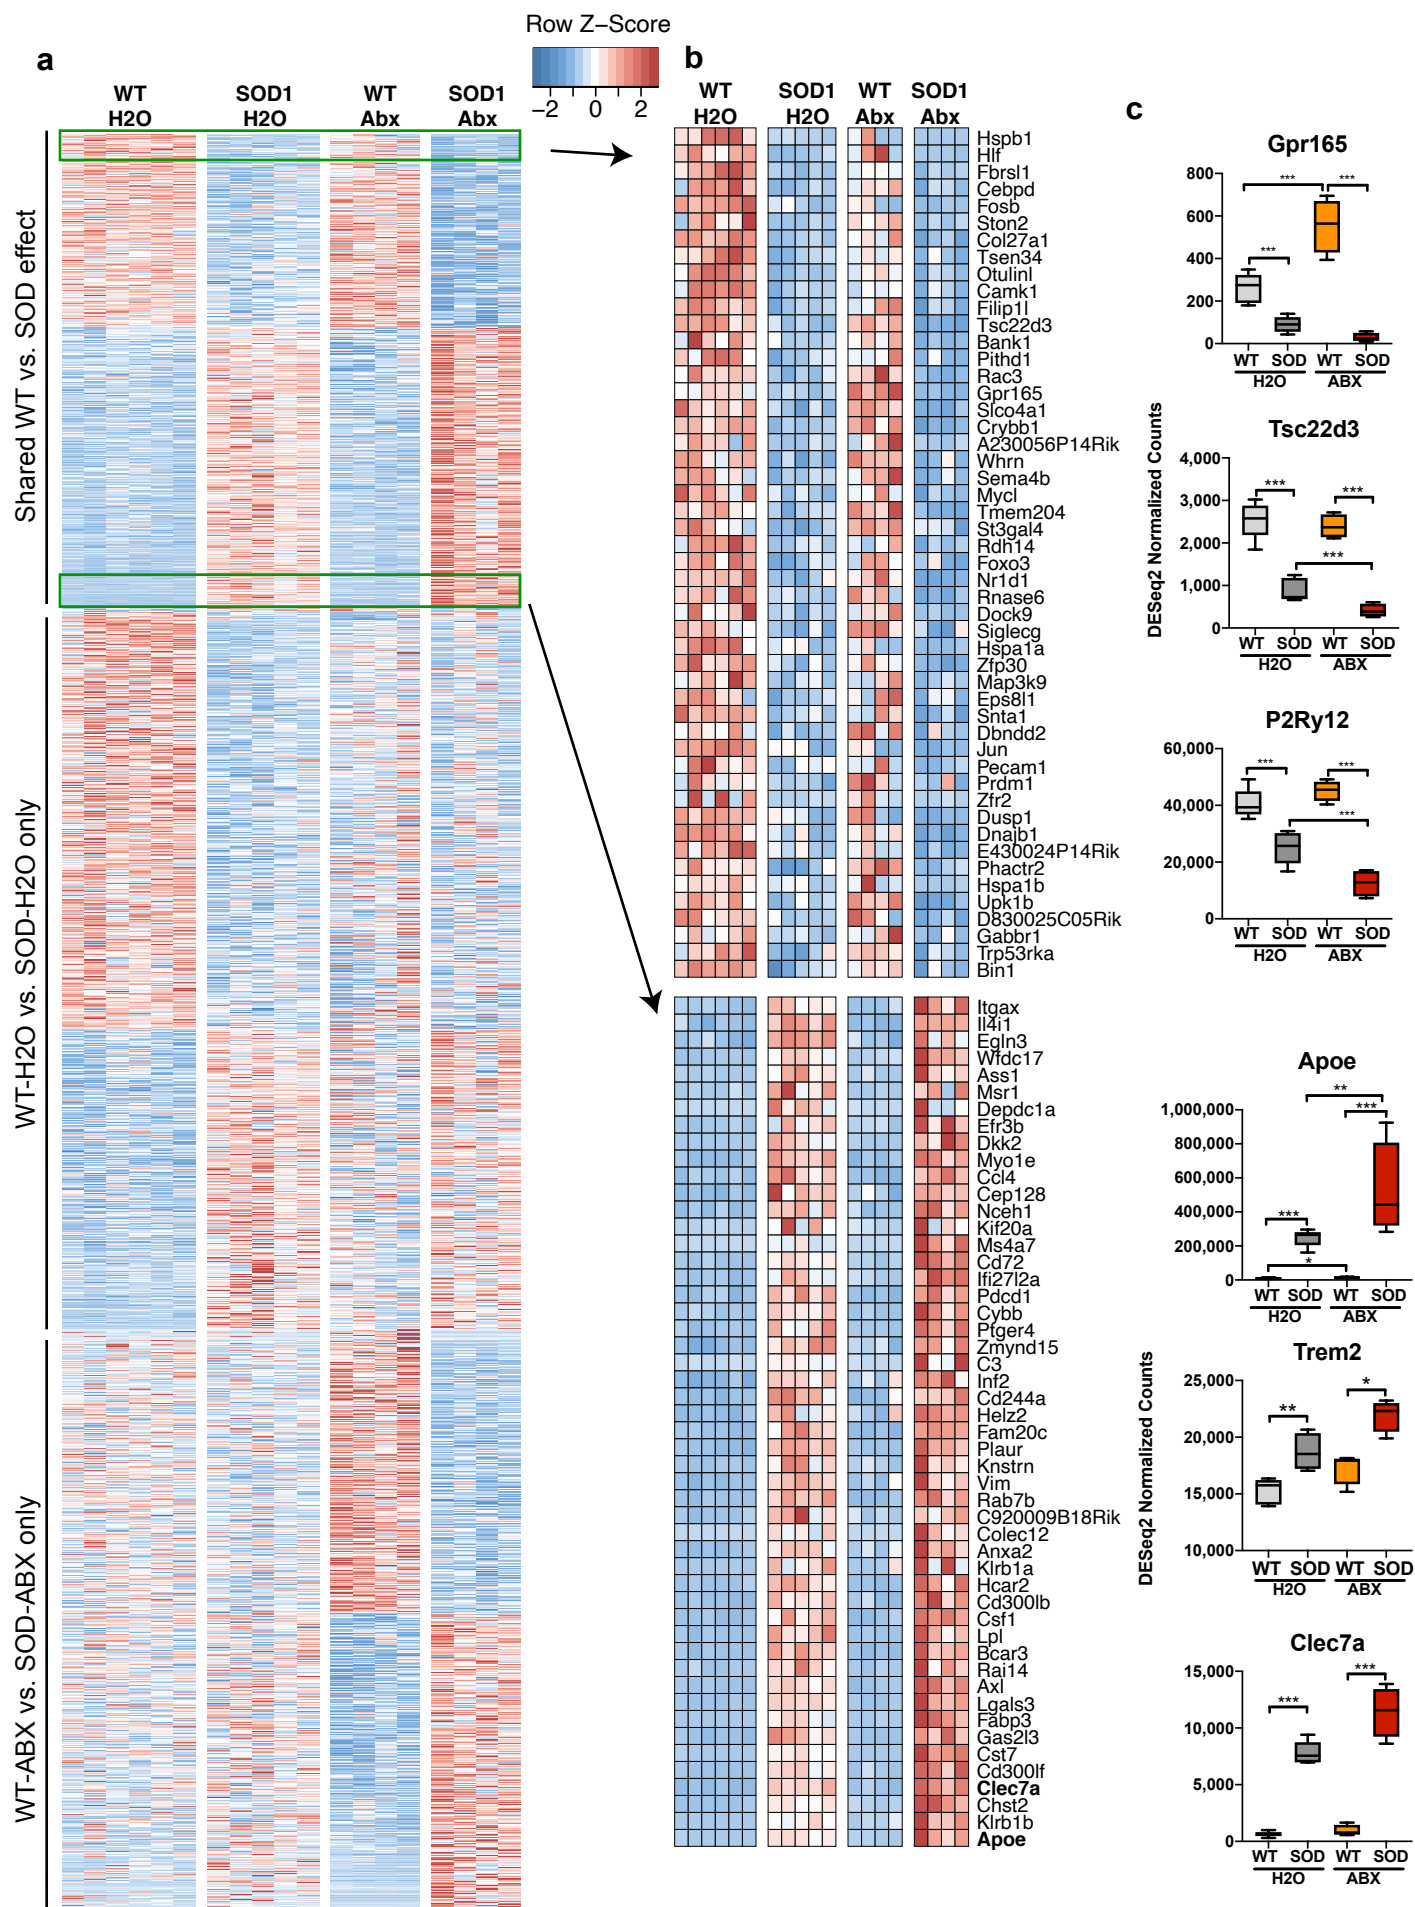 Row Z−Score
−2 0 2
a
WT H2O
SOD1 H2O
WT Abx
SOD1 Abx
Shared WT vs. SOD effect
WT-H2O vs. SOD-H2O only
WT-ABX vs. SOD-ABX only
b
WT H2O
SOD1 H2O
WT Abx
SOD1 Abx
Hspb1
Hlf
Fbrsl1
Cebpd
Fosb
Ston2
Col27a1
Tsen34
Otulinl
Camk1
Filip1l
Tsc22d3
Bank1
Pithd1
Rac3
Gpr165
Slco4a1
Crybb1
A230056P14Rik
Whrn
Sema4b
Mycl
Tmem204
St3gal4
Rdh14
Foxo3
Nr1d1
Rnase6
Dock9
Siglecg
Hspa1a
Zfp30
Map3k9
Eps8l1
Snta1
Dbndd2
Jun
Pecam1
Prdm1
Zfr2
Dusp1
Dnajb1
E430024P14Rik
Phactr2
Hspa1b
Upk1b
D830025C05Rik
Gabbr1
Trp53rka
Bin1
Itgax
Il4i1
Egln3
Wfdc17
Ass1
Msr1
Depdc1a
Efr3b
Dkk2
Myo1e
Ccl4
Cep128
Nceh1
Kif20a
Ms4a7
Cd72
Ifi27l2a
Pdcd1
Cybb
Ptger4
Zmynd15
C3
Inf2
Cd244a
Helz2
Fam20c
Plaur
Knstrn
Vim
Rab7b
C920009B18Rik
Colec12
Anxa2
Klrb1a
Hcar2
Cd300lb
Csf1
Lpl
Bcar3
Rai14
Axl
Lgals3
Fabp3
Gas2l3
Cst7
Cd300lf
Clec7a
Chst2
Klrb1b
Apoe
c
Gpr165
800
600
400
200
0
*** ***
***
WT SOD WT SOD
H2O ABX
DESeq2 Normalized Counts
Tsc22d3
4,000
3,000
2,000
1,000
0
*** ***
***
WT SOD WT SOD
H2O ABX
P2Ry12
60,000
40,000
20,000
0
*** ***
***
WT SOD WT SOD
H2O ABX
Apoe
1,000,000
800,000
600,000
400,000
200,000
0
**
***
***
*
WT SOD WT SOD
H2O ABX
DESeq2 Normalized Counts
Trem2
25,000
20,000
15,000
10,000
** *
WT SOD WT SOD
H2O ABX
Clec7a
15,000
10,000
5,000
0
*** ***
WT SOD WT SOD
H2O ABX